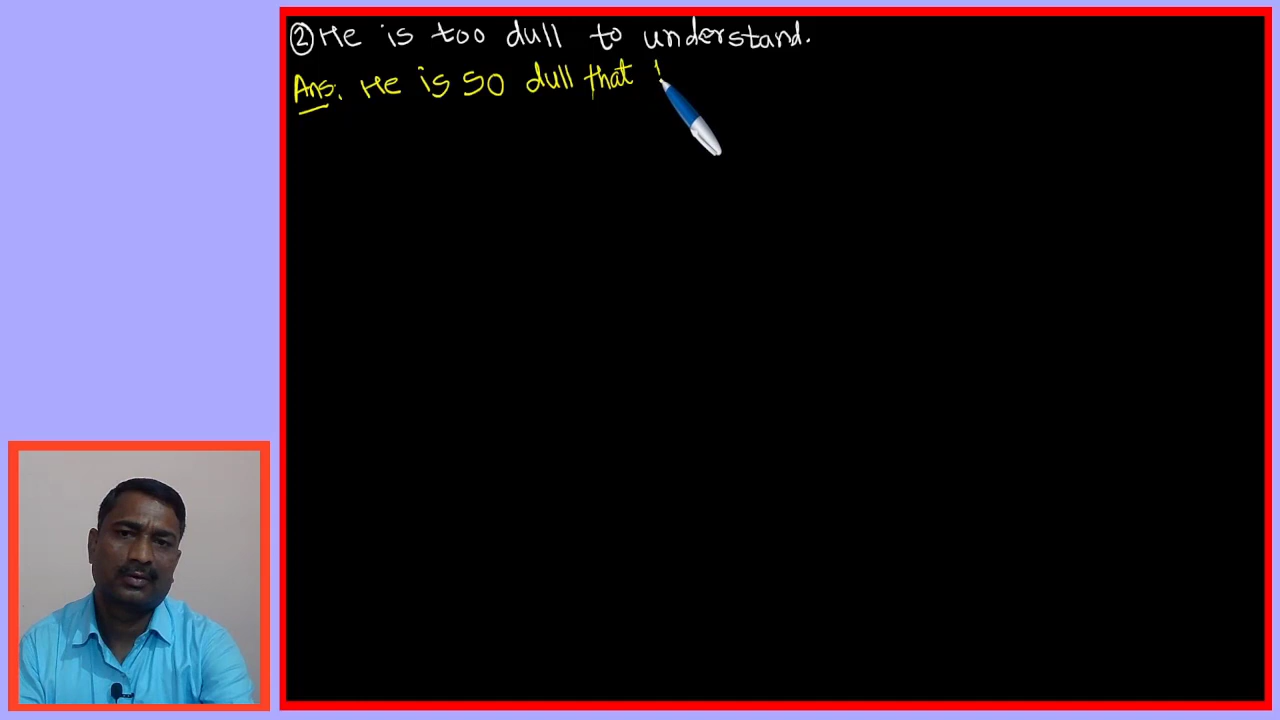 ② He is too dull to understand.
Ans. He is so dull that